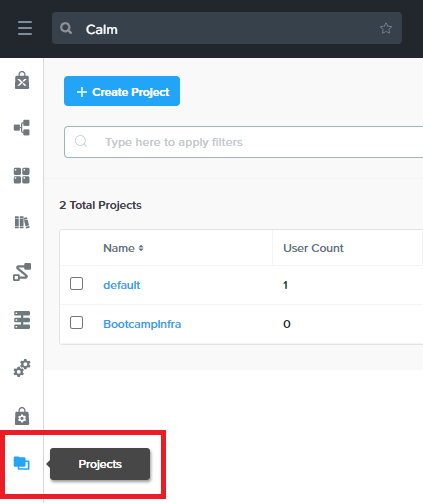 Calm
+ Create Project
Type here to apply filters
2 Total Projects
Name User Count
default 1
BootcampInfra 0
Projects